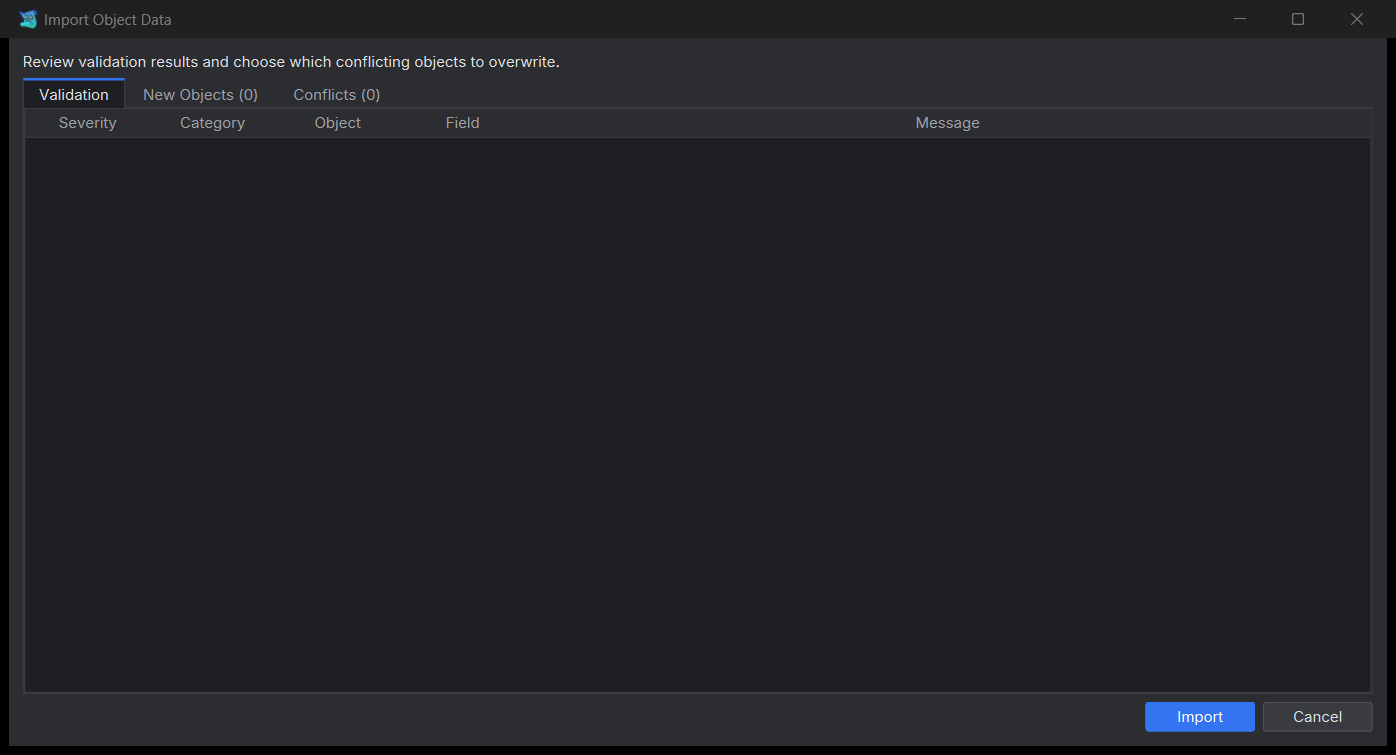 Import Object Data
Review validation results and choose which conflicting objects to overwrite.
Validation New Objects (0) Conflicts (0)
Severity Category Object Field Message
Import Cancel